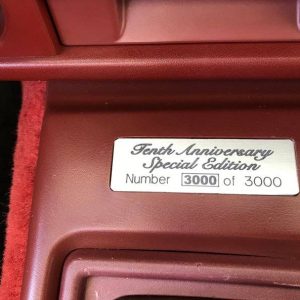 Tenth Anniversary
Special Edition
Number 3000 of 3000